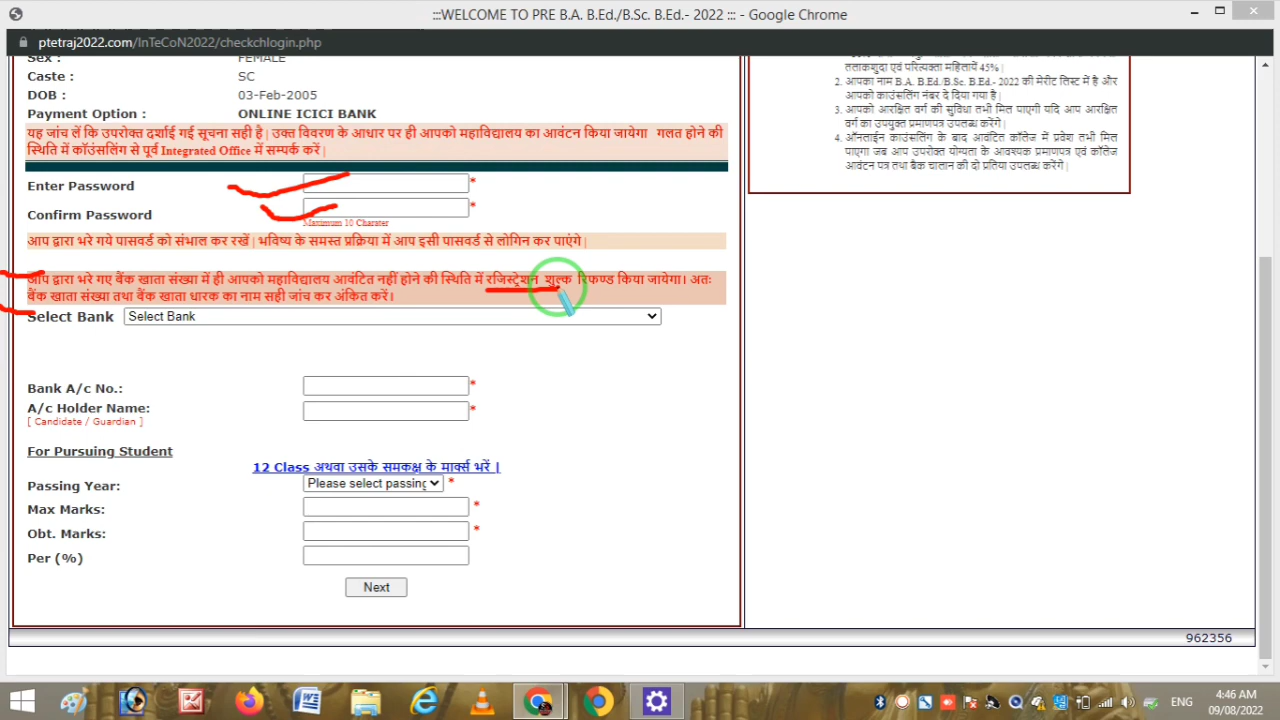 :::WELCOME TO PRE B.A. B.Ed./B.Sc. B.Ed.- 2022 ::: - Google Chrome
ptetraj2022.com/InTeCoN2022/checkchlogin.php
Sex : FEMALE
Caste : SC
DOB : 03-Feb-2005
Payment Option : ONLINE ICICI BANK
यह जांच लें कि उपरोक्त दर्शाई गई सूचना सही है | उक्त विवरण के आधार पर ही आपको महाविद्यालय का आवंटन किया जायेगा गलत होने की
स्थिति में कॉउंसलिंग से पूर्व Integrated Office में सम्पर्क करें |
Enter Password *
Confirm Password *
Maximum 10 Charater
आप द्वारा भरे गये पासवर्ड को संभाल कर रखें | भविष्य के समस्त प्रक्रिया में आप इसी पासवर्ड से लोगिन कर पाएंगे |
आप द्वारा भरे गए बैंक खाता संख्या में ही आपको महाविद्यालय आवंटित नहीं होने की स्थिति में रजिस्ट्रेशन शुल्क रिफण्ड किया जायेगा। अतः
बैंक खाता संख्या तथा बैंक खाता धारक का नाम सही जांच कर अंकित करें।
Select Bank Select Bank
Bank A/c No.: *
A/c Holder Name: *
[ Candidate / Guardian ]
For Pursuing Student
12 Class अथवा उसके समकक्ष के मार्क्स भरें |
Passing Year: Please select passing *
Max Marks: *
Obt. Marks: *
Per (%)
Next
तलाकशुदा एवं परित्यक्ता महिलायें 45% |
2. आपका नाम B.A. B.Ed./B.Sc. B.Ed.- 2022 की मेरीट लिस्ट में है और
आपको काउंसलिंग नंबर दे दिया गया है |
3. आपको आरक्षित वर्ग की सुविधा तभी मिल पाएगी यदि आप आरक्षित
वर्ग का उपयुक्त प्रमाणपत्र उपलब्ध करेंगे |
4. ऑनलाईन काउंसलिंग के बाद आवंटित कॉलेज में प्रवेश तभी मिल
पाएगा जब आप उपरोक्त योग्यता के आवश्यक प्रमाणपत्र एवं कॉलेज
आवंटन पत्र तथा बैक चालान की दो प्रतिया उपलब्ध करेंगे |
962356
ENG
4:46 AM
09/08/2022